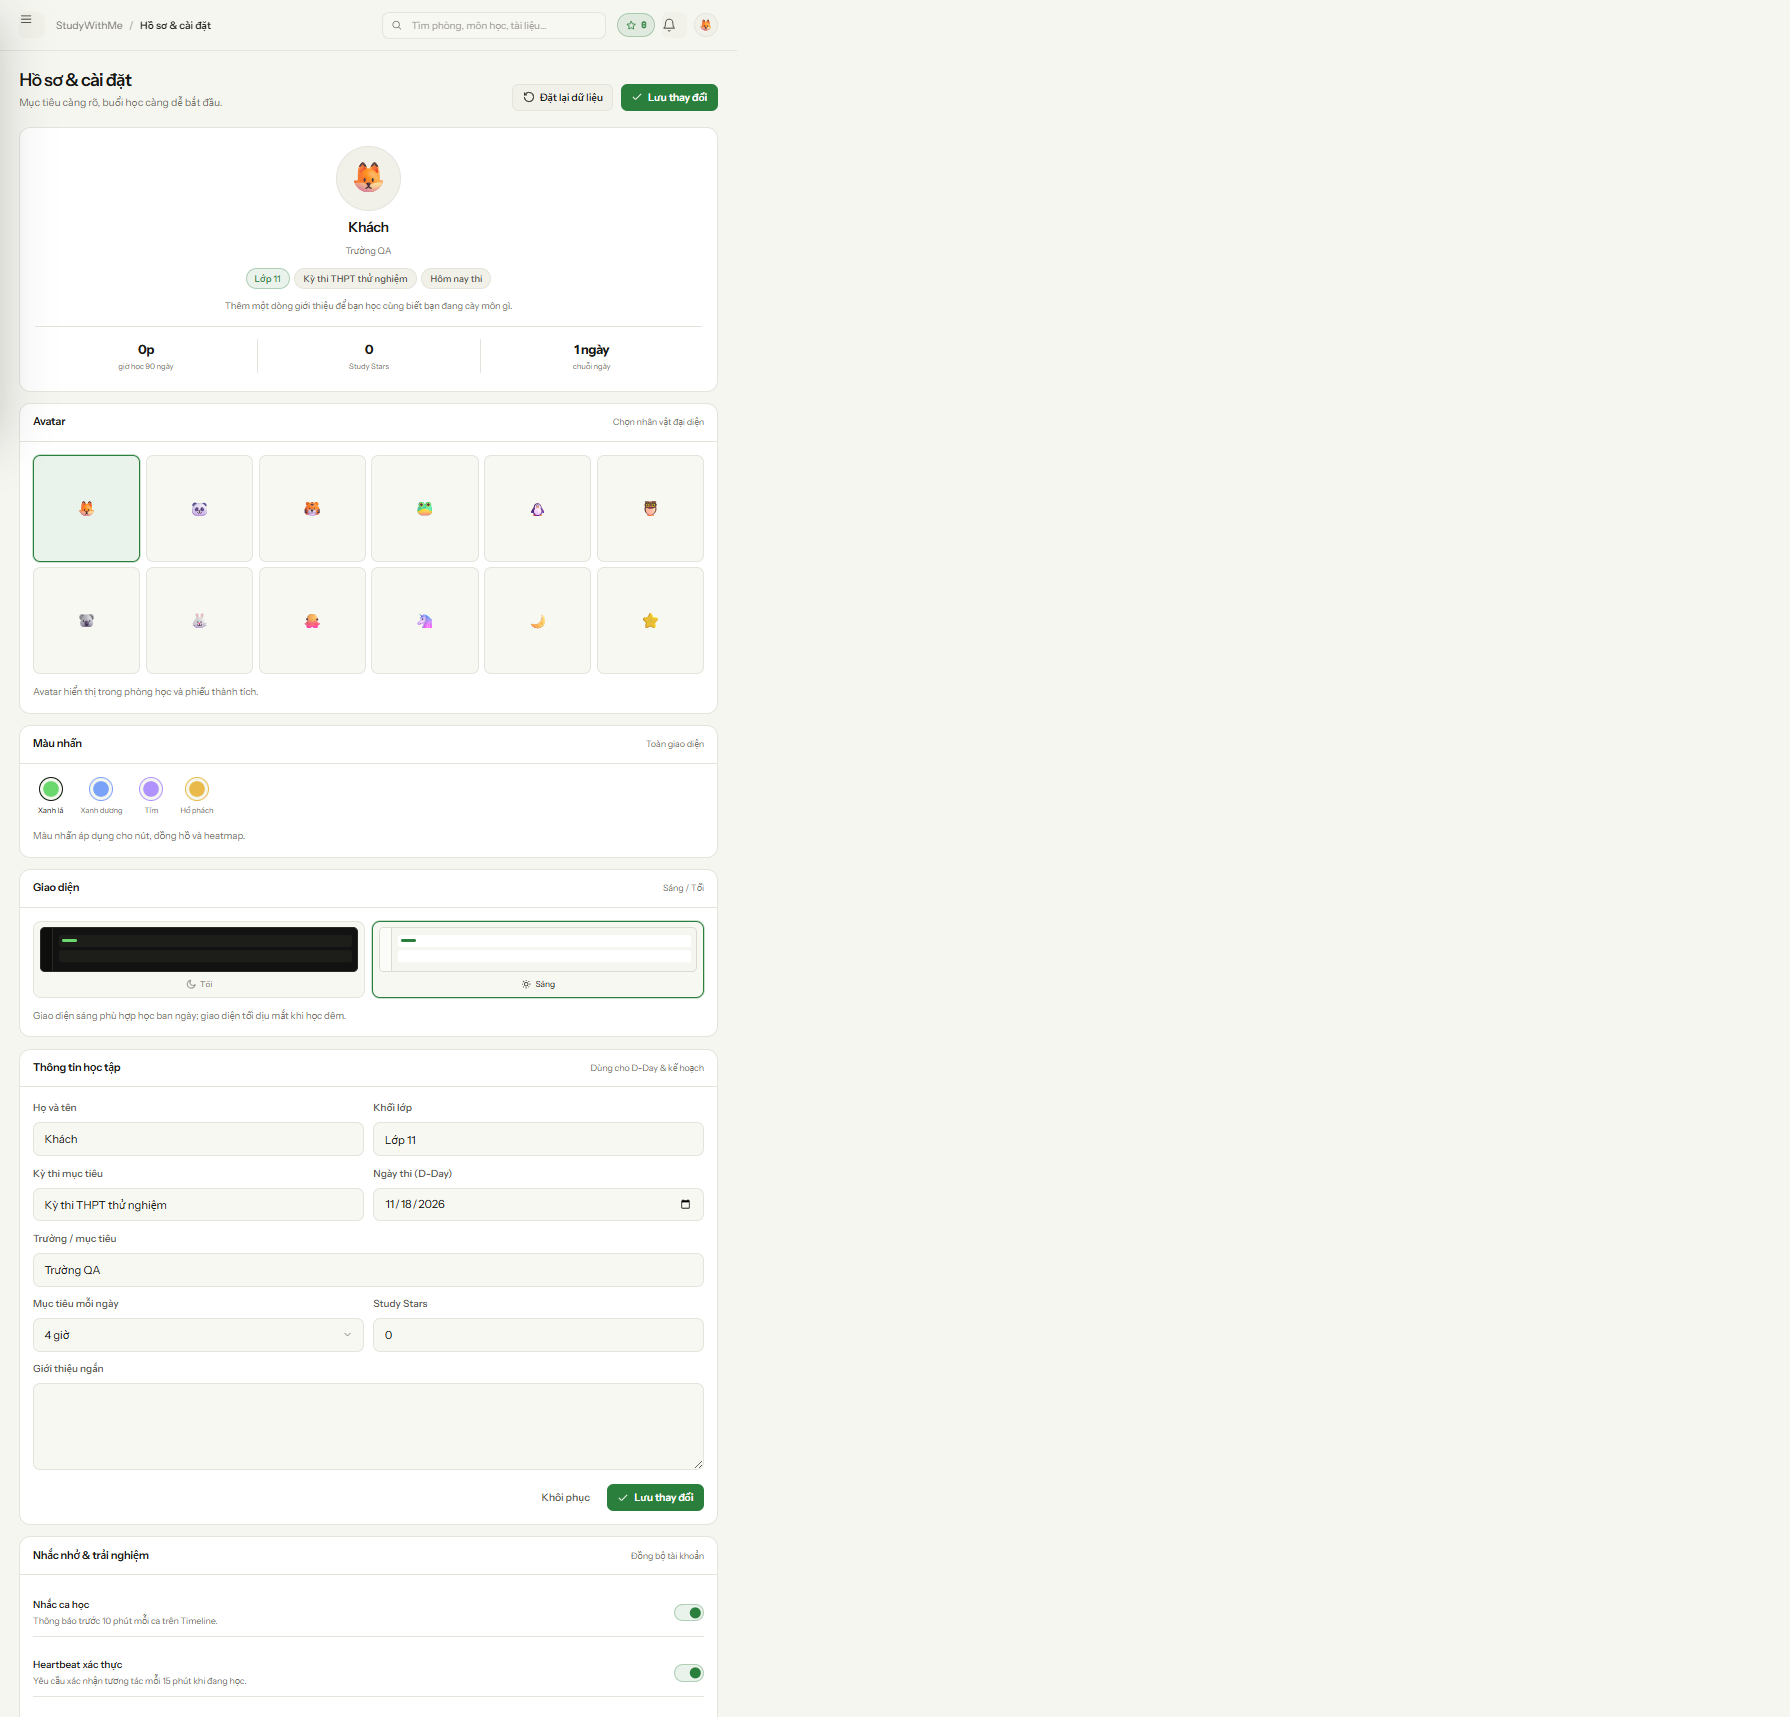 StudyWithMe / Hồ sơ & cài đặt
Tìm phòng, môn học, tài liệu...
0
Hồ sơ & cài đặt
Mục tiêu càng rõ, buổi học càng dễ bắt đầu.
Đặt lại dữ liệu
Lưu thay đổi
Khách
Trường QA
Lớp 11
Kỳ thi THPT thử nghiệm
Hôm nay thi
Thêm một dòng giới thiệu để bạn học cùng biết bạn đang cày môn gì.
0p
giờ học 90 ngày
0
Study Stars
1 ngày
chuỗi ngày
Avatar
Chọn nhân vật đại diện
Avatar hiển thị trong phòng học và phiếu thành tích.
Màu nhấn
Toàn giao diện
Xanh lá
Xanh dương
Tím
Hổ phách
Màu nhấn áp dụng cho nút, đồng hồ và heatmap.
Giao diện
Sáng / Tối
Tối
Sáng
Giao diện sáng phù hợp học ban ngày; giao diện tối dịu mắt khi học đêm.
Thông tin học tập
Dùng cho D-Day & kế hoạch
Họ và tên
Khối lớp
Khách
Lớp 11
Kỳ thi mục tiêu
Ngày thi (D-Day)
Kỳ thi THPT thử nghiệm
11/18/2026
Trường / mục tiêu
Trường QA
Mục tiêu mỗi ngày
Study Stars
4 giờ
0
Giới thiệu ngắn
Khôi phục
Lưu thay đổi
Nhắc nhở & trải nghiệm
Đồng bộ tài khoản
Nhắc ca học
Thông báo trước 10 phút mỗi ca trên Timeline.
Heartbeat xác thực
Yêu cầu xác nhận tương tác mỗi 15 phút khi đang học.